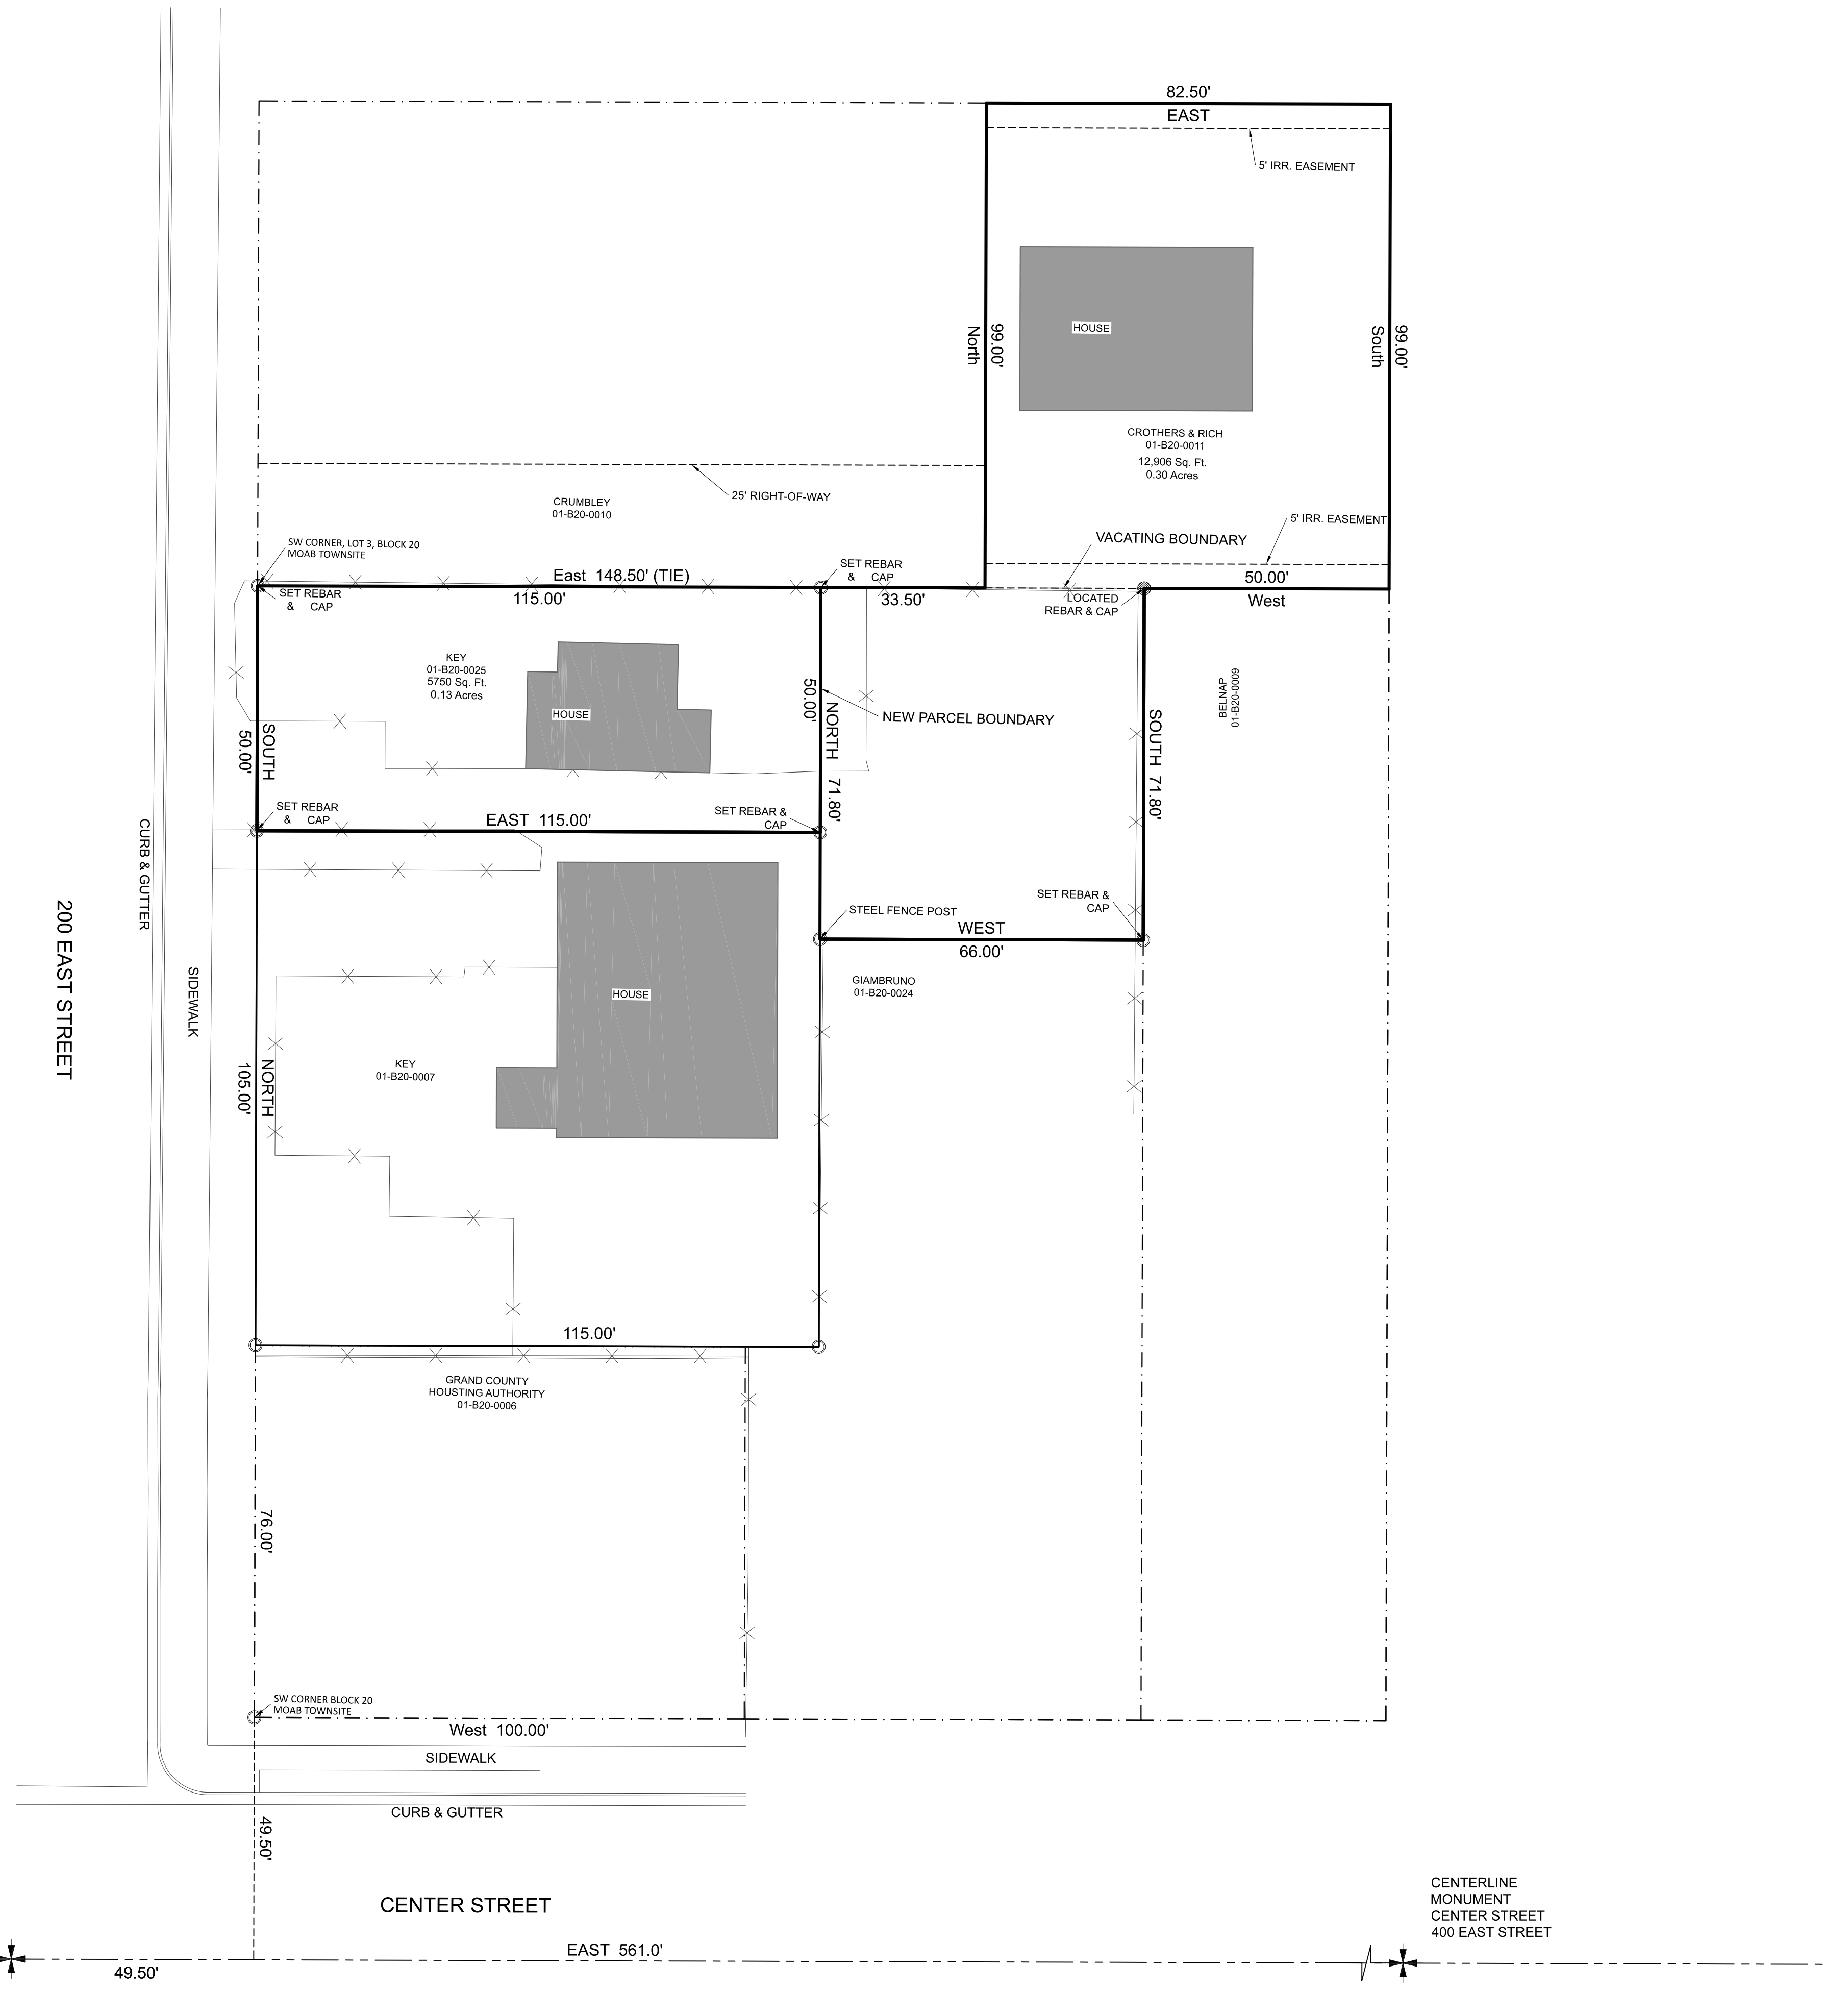 82.50'
EAST
5' IRR. EASEMENT
HOUSE
99.00'
North
99.00'
South
CROTHERS & RICH
01-B20-0011
12,906 Sq. Ft.
0.30 Acres
25' RIGHT-OF-WAY
CRUMBLEY
01-B20-0010
5' IRR. EASEMENT
VACATING BOUNDARY
SW CORNER, LOT 3, BLOCK 20
MOAB TOWNSITE
SET REBAR
& CAP
East 148.50' (TIE)
115.00'
SET REBAR
& CAP
33.50'
LOCATED
REBAR & CAP
50.00'
West
KEY
01-B20-0025
5750 Sq. Ft.
0.13 Acres
HOUSE
50.00'
NORTH
71.80'
NEW PARCEL BOUNDARY
BELNAP
01-B20-0009
SOUTH 71.80'
SOUTH
50.00'
SET REBAR
& CAP
EAST 115.00'
SET REBAR &
CAP
CURB & GUTTER
200 EAST STREET
SIDEWALK
STEEL FENCE POST
SET REBAR &
CAP
WEST
66.00'
GIAMBRUNO
01-B20-0024
HOUSE
KEY
01-B20-0007
NORTH
105.00'
115.00'
GRAND COUNTY
HOUSTING AUTHORITY
01-B20-0006
76.00'
SW CORNER BLOCK 20
MOAB TOWNSITE
West 100.00'
SIDEWALK
CURB & GUTTER
49.50'
CENTER STREET
CENTERLINE
MONUMENT
CENTER STREET
400 EAST STREET
EAST 561.0'
49.50'